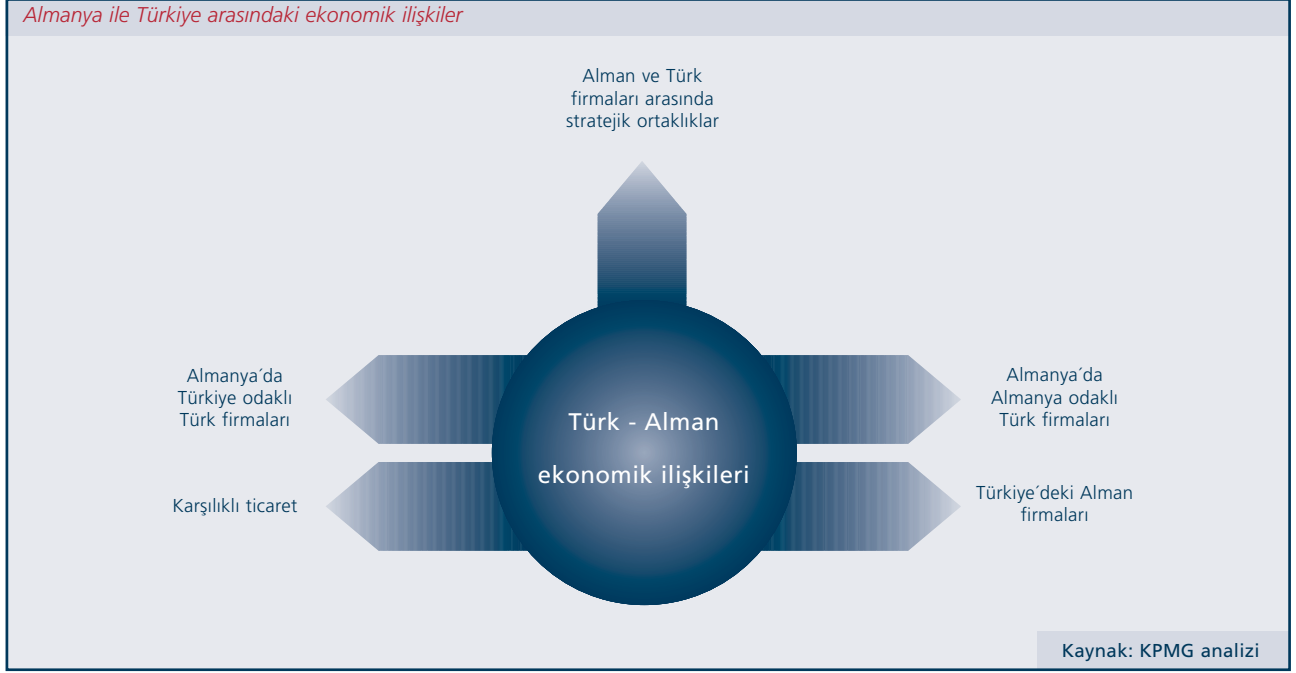 Almanya ile Türkiye arasındaki ekonomik ilişkiler
Alman ve Türk
firmaları arasında
stratejik ortaklıklar
Almanya´da
Türkiye odaklı
Türk firmaları
Almanya´da
Almanya odaklı
Türk firmaları
Türk - Alman
ekonomik ilişkileri
Karşılıklı ticaret
Türkiye´deki Alman
firmaları
Kaynak: KPMG analizi